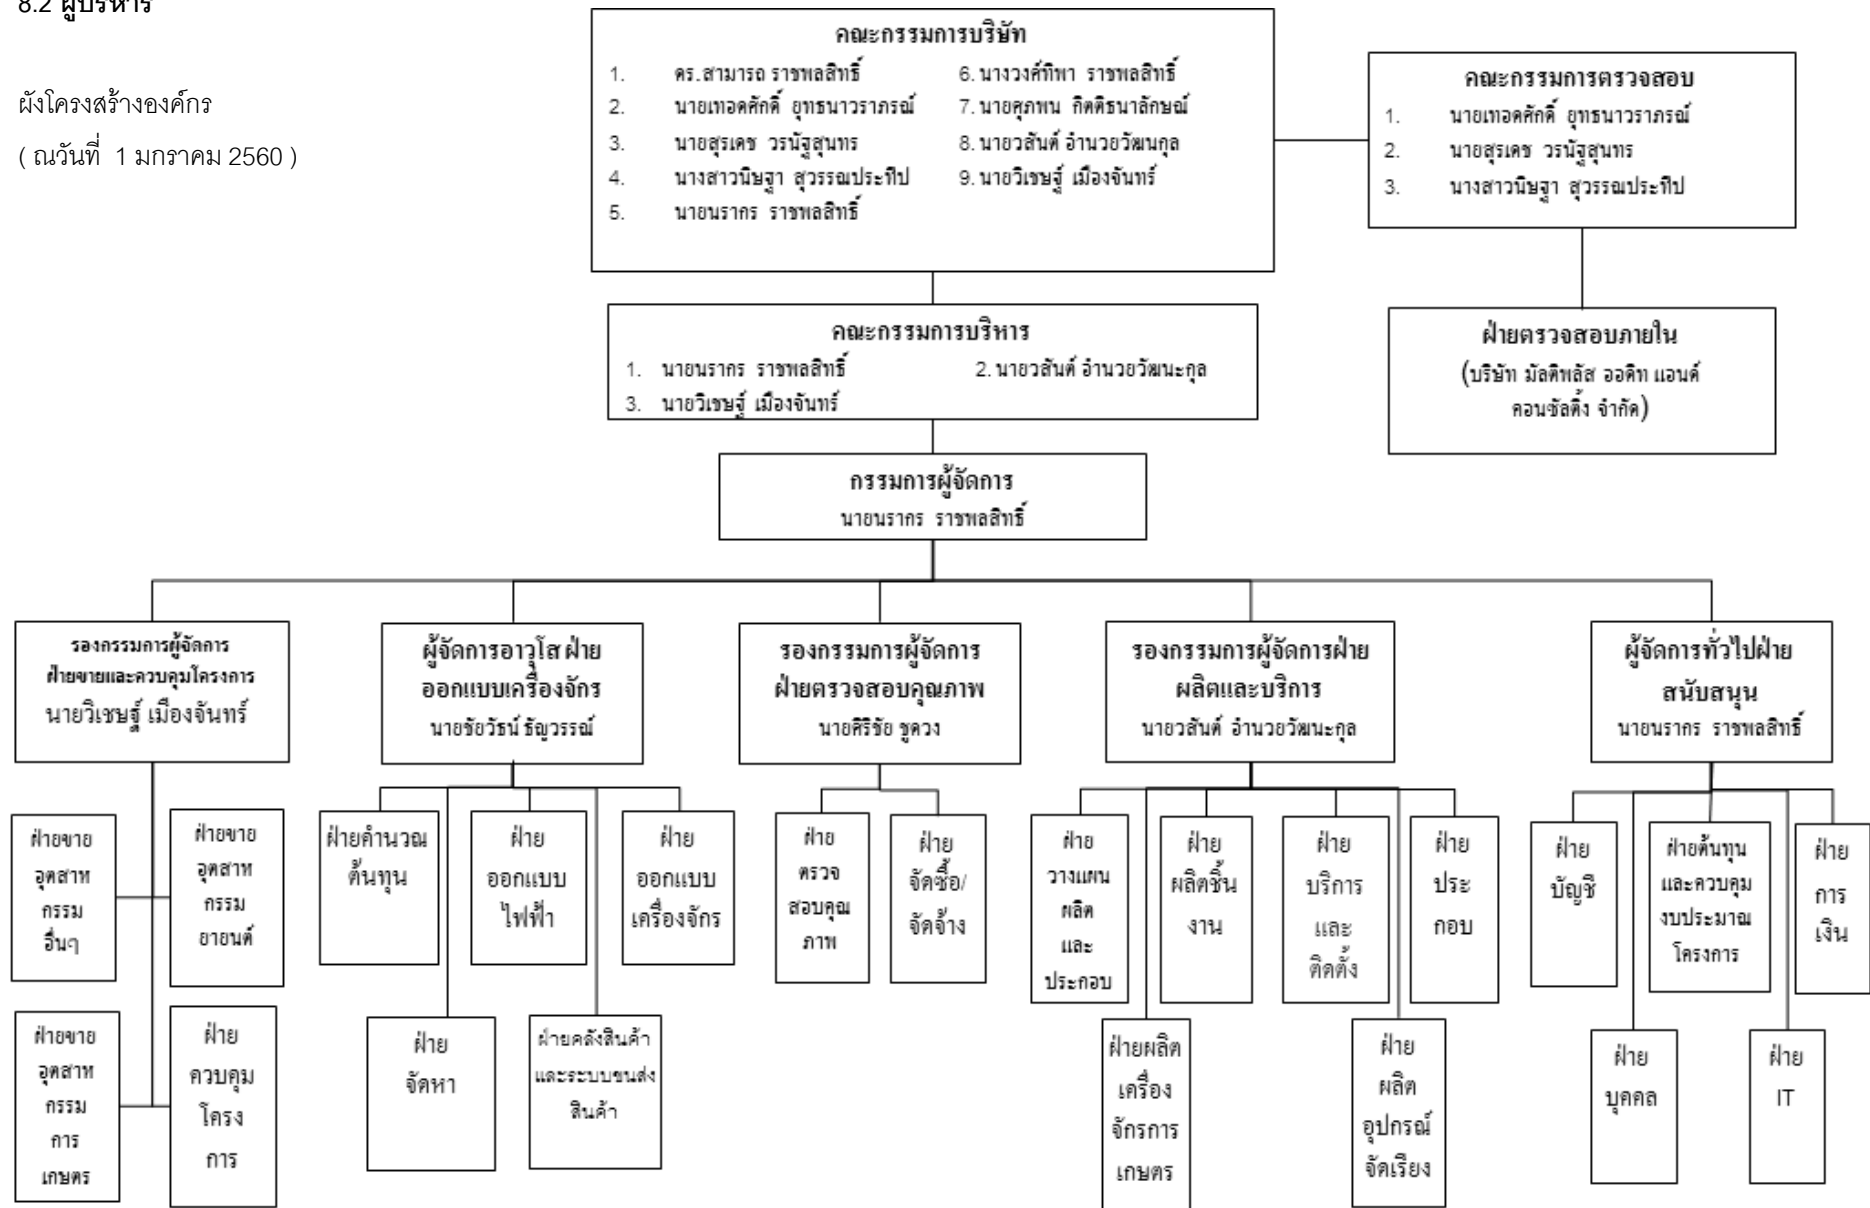 8.2 ผู้บริหาร
ผังโครงสร้างองค์กร
( ณวันที่ 1 มกราคม 2560 )
คณะกรรมการบริษัท
1. ดร.สามารถ ราชพลสิทธิ์ 6. นางวงศ์ทิพา ราชพลสิทธิ์
2. นายเทอดศักดิ์ ยุทธนาวราภรณ์ 7. นายศุภพน กิตติธนาลักษณ์
3. นายสุรเดช วรนัฐสุนทร 8. นายวสันต์ อำนวยวัฒนกุล
4. นางสาวนิษฐา สุวรรณประทีป 9. นายวิเชษฐ์ เมืองจันทร์
5. นายนรากร ราชพลสิทธิ์
คณะกรรมการตรวจสอบ
1. นายเทอดศักดิ์ ยุทธนาวราภรณ์
2. นายสุรเดช วรนัฐสุนทร
3. นางสาวนิษฐา สุวรรณประทีป
คณะกรรมการบริหาร
1. นายนรากร ราชพลสิทธิ์ 2. นายวสันต์ อำนวยวัฒนะกุล
3. นายวิเชษฐ์ เมืองจันทร์
ฝ่ายตรวจสอบภายใน
(บริษัท มัลติพลัส ออดิท แอนด์
คอนซัลติ้ง จำกัด)
กรรมการผู้จัดการ
นายนรากร ราชพลสิทธิ์
รองกรรมการผู้จัดการ
ฝ่ายขายและควบคุมโครงการ
นายวิเชษฐ์ เมืองจันทร์
ผู้จัดการอาวุโส ฝ่าย
ออกแบบเครื่องจักร
นายชัยวัธน์ ธัญวรรณ์
รองกรรมการผู้จัดการ
ฝ่ายตรวจสอบคุณภาพ
นายศิริชัย ชูดวง
รองกรรมการผู้จัดการฝ่าย
ผลิตและบริการ
นายวสันต์ อำนวยวัฒนะกุล
ผู้จัดการทั่วไปฝ่าย
สนับสนุน
นายนรากร ราชพลสิทธิ์
ฝ่ายขาย
อุตสาห
กรรม
อื่นๆ
ฝ่ายขาย
อุตสาห
กรรม
ยายนต์
ฝ่ายคำนวณ
ต้นทุน
ฝ่าย
ออกแบบ
ไฟฟ้า
ฝ่าย
ออกแบบ
เครื่องจักร
ฝ่าย
ตรวจ
สอบคุณ
ภาพ
ฝ่าย
จัดซื้อ/
จัดจ้าง
ฝ่าย
วางแผน
ผลิต
และ
ประกอบ
ฝ่าย
ผลิตชิ้น
งาน
ฝ่าย
บริการ
และ
ติดตั้ง
ฝ่าย
ประ
กอบ
ฝ่าย
บัญชี
ฝ่ายต้นทุน
และควบคุม
งบประมาณ
โครงการ
ฝ่าย
การ
เงิน
ฝ่ายขาย
อุตสาห
กรรม
การ
เกษตร
ฝ่าย
ควบคุม
โครง
การ
ฝ่าย
จัดหา
ฝ่ายคลังสินค้า
และระบบขนส่ง
สินค้า
ฝ่ายผลิต
เครื่อง
จักรการ
เกษตร
ฝ่าย
ผลิต
อุปกรณ์
จัดเรียง
ฝ่าย
บุคคล
ฝ่าย
IT